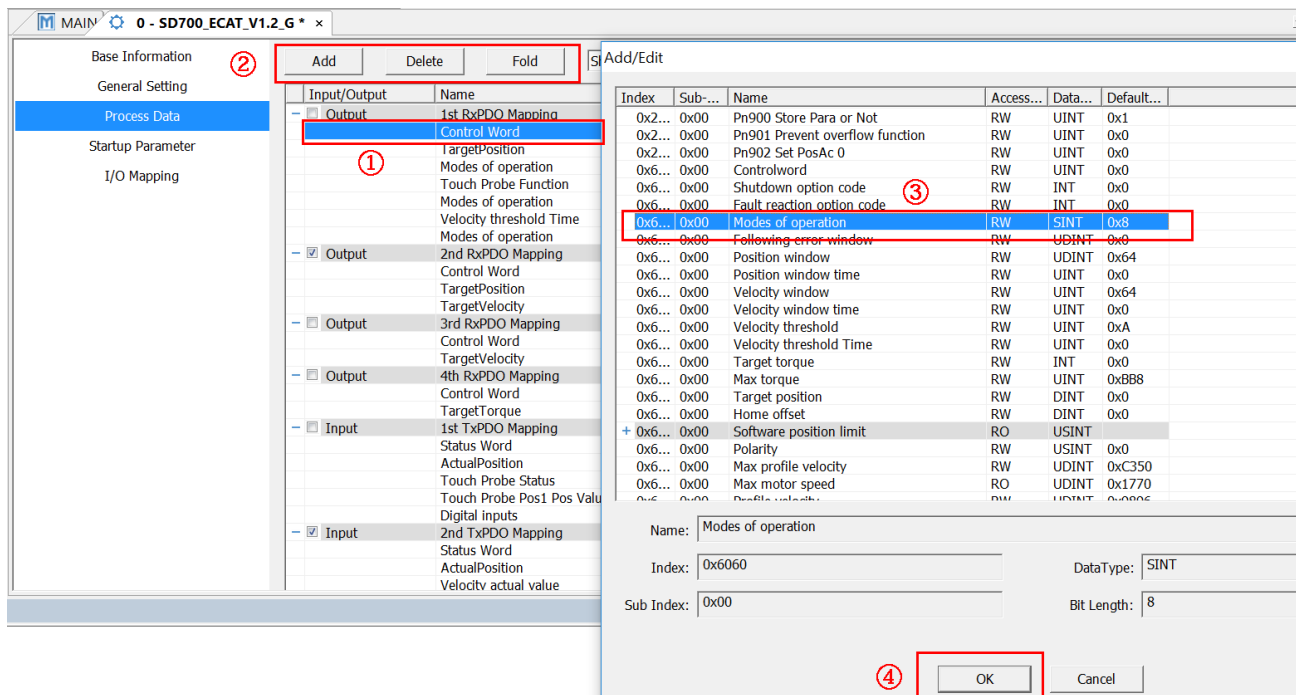 MAIN 0 - SD700_ECAT_V1.2_G * ×
Base Information
General Setting
Process Data
Startup Parameter
I/O Mapping
②
Add Delete Fold
Input/Output Name
Output 1st RxPDO Mapping
Control Word
①
TargetPosition
Modes of operation
Touch Probe Function
Modes of operation
Velocity threshold Time
Modes of operation
Output 2nd RxPDO Mapping
Control Word
TargetPosition
TargetVelocity
Output 3rd RxPDO Mapping
Control Word
TargetVelocity
Output 4th RxPDO Mapping
Control Word
TargetTorque
Input 1st TxPDO Mapping
Status Word
ActualPosition
Touch Probe Status
Touch Probe Pos1 Pos Valu
Digital inputs
Input 2nd TxPDO Mapping
Status Word
ActualPosition
Velocity actual value
Add/Edit
Index Sub-... Name Access... Data... Default...
0x2... 0x00 Pn900 Store Para or Not RW UINT 0x1
0x2... 0x00 Pn901 Prevent overflow function RW UINT 0x0
0x2... 0x00 Pn902 Set PosAc 0 RW UINT 0x0
0x6... 0x00 Controlword RW UINT 0x0
0x6... 0x00 Shutdown option code RW INT 0x0
③
0x6... 0x00 Fault reaction option code RW INT 0x0
0x6... 0x00 Modes of operation RW SINT 0x8
0x6... 0x00 Following error window RW UDINT 0x0
0x6... 0x00 Position window RW UDINT 0x64
0x6... 0x00 Position window time RW UINT 0x0
0x6... 0x00 Velocity window RW UINT 0x64
0x6... 0x00 Velocity window time RW UINT 0x0
0x6... 0x00 Velocity threshold RW UINT 0xA
0x6... 0x00 Velocity threshold Time RW UINT 0x0
0x6... 0x00 Target torque RW INT 0x0
0x6... 0x00 Max torque RW UINT 0xBB8
0x6... 0x00 Target position RW DINT 0x0
0x6... 0x00 Home offset RW DINT 0x0
0x6... 0x00 Software position limit RO USINT
0x6... 0x00 Polarity RW USINT 0x0
0x6... 0x00 Max profile velocity RW UDINT 0xC350
0x6... 0x00 Max motor speed RO UDINT 0x1770
Name: Modes of operation
Index: 0x6060 DataType: SINT
Sub Index: 0x00 Bit Length: 8
④ OK Cancel